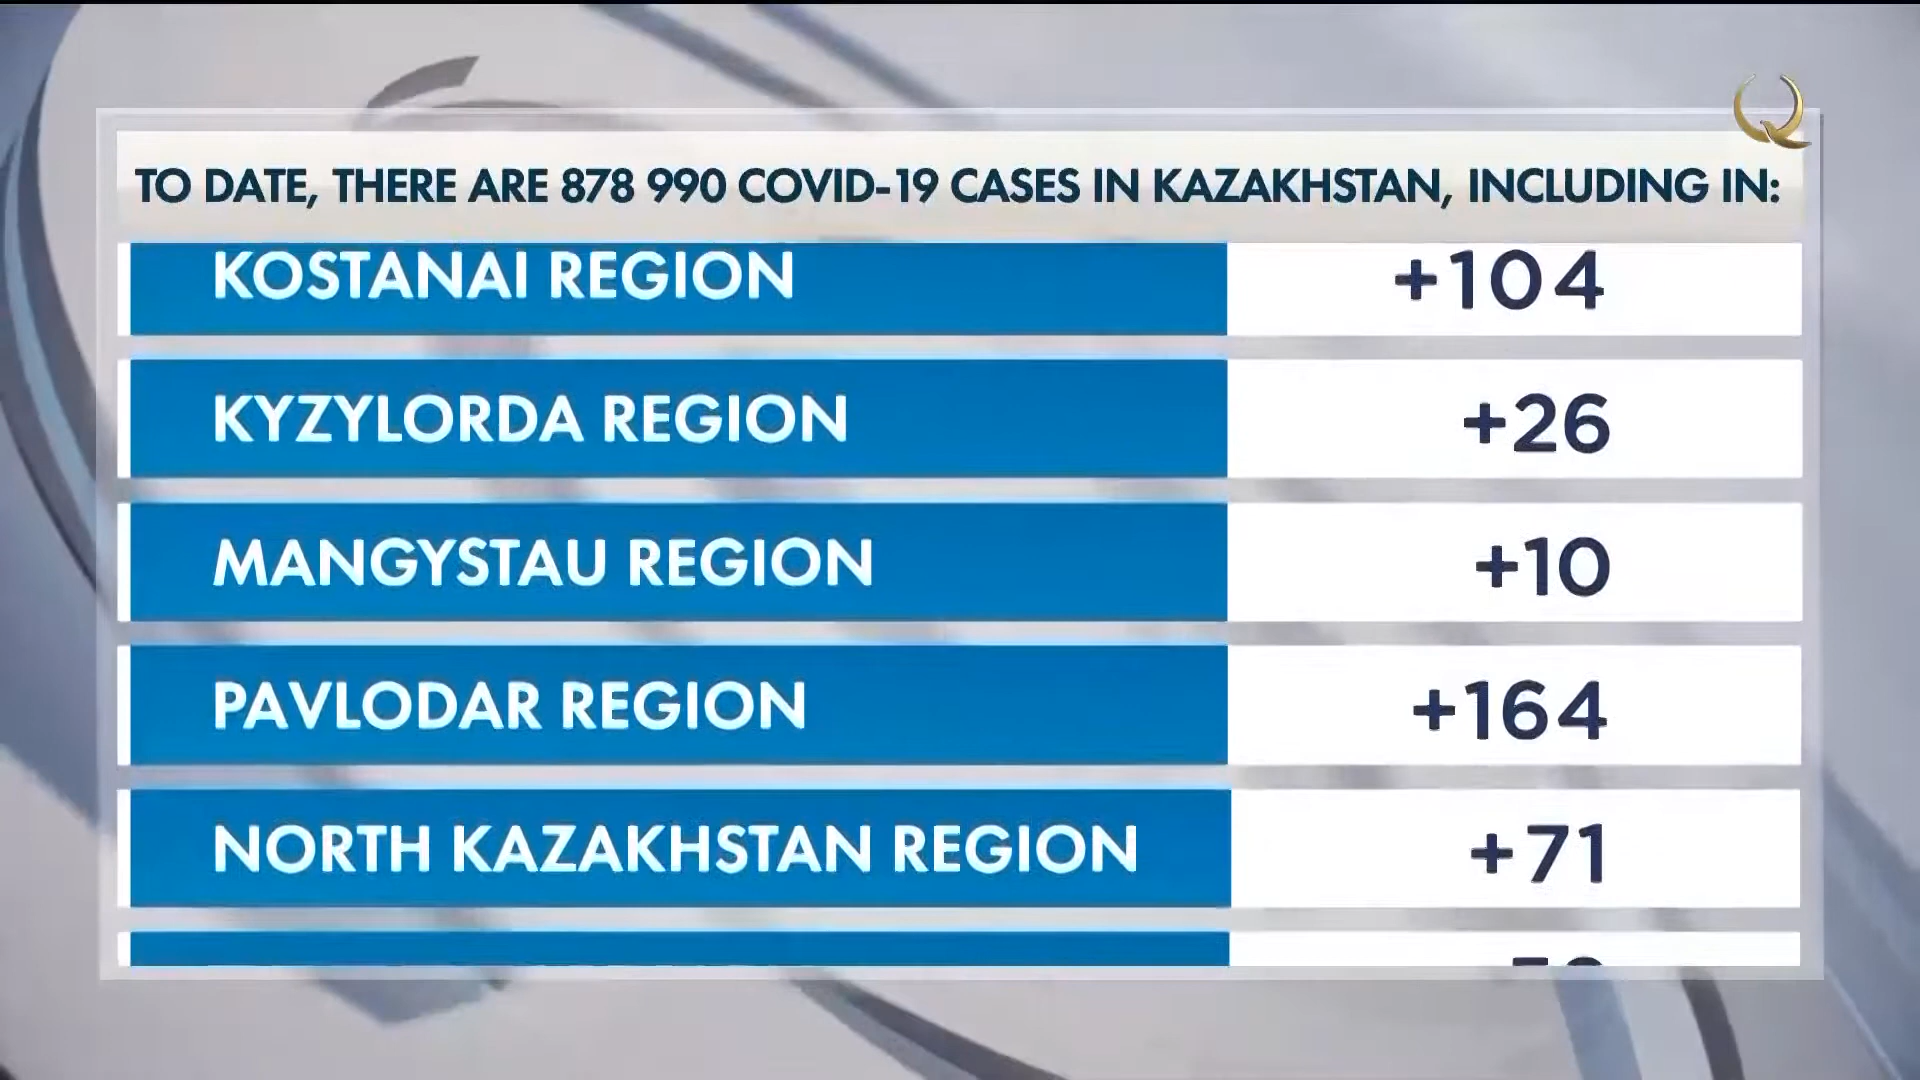 TO DATE, THERE ARE 878 990 COVID-19 CASES IN KAZAKHSTAN, INCLUDING IN:
KOSTANAI REGION +104
KYZYLORDA REGION +26
MANGYSTAU REGION +10
PAVLODAR REGION +164
NORTH KAZAKHSTAN REGION +71